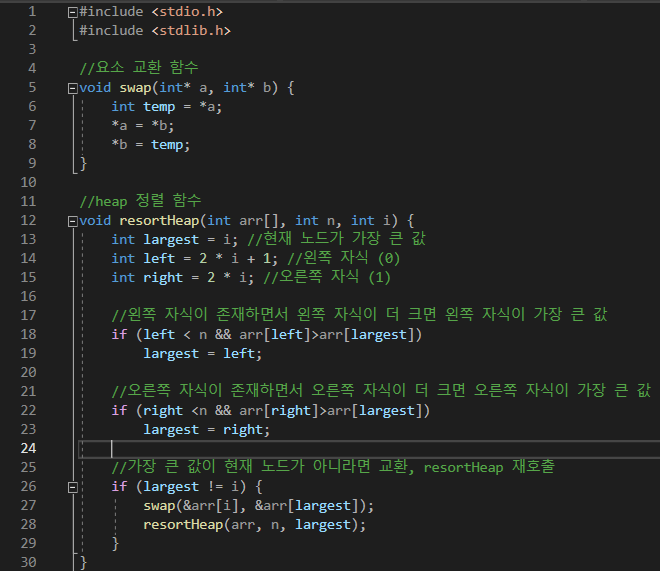 1 #include <stdio.h>
2 #include <stdlib.h>
3
4 //요소 교환 함수
5 void swap(int* a, int* b) {
6 int temp = *a;
7 *a = *b;
8 *b = temp;
9 }
10
11 //heap 정렬 함수
12 void resortHeap(int arr[], int n, int i) {
13 int largest = i; //현재 노드가 가장 큰 값
14 int left = 2 * i + 1; //왼쪽 자식 (0)
15 int right = 2 * i; //오른쪽 자식 (1)
16
17 //왼쪽 자식이 존재하면서 왼쪽 자식이 더 크면 왼쪽 자식이 가장 큰 값
18 if (left < n && arr[left]>arr[largest])
19 largest = left;
20
21 //오른쪽 자식이 존재하면서 오른쪽 자식이 더 크면 오른쪽 자식이 가장 큰 값
22 if (right <n && arr[right]>arr[largest])
23 largest = right;
24
25 //가장 큰 값이 현재 노드가 아니라면 교환, resortHeap 재호출
26 if (largest != i) {
27 swap(&arr[i], &arr[largest]);
28 resortHeap(arr, n, largest);
29 }
30 }